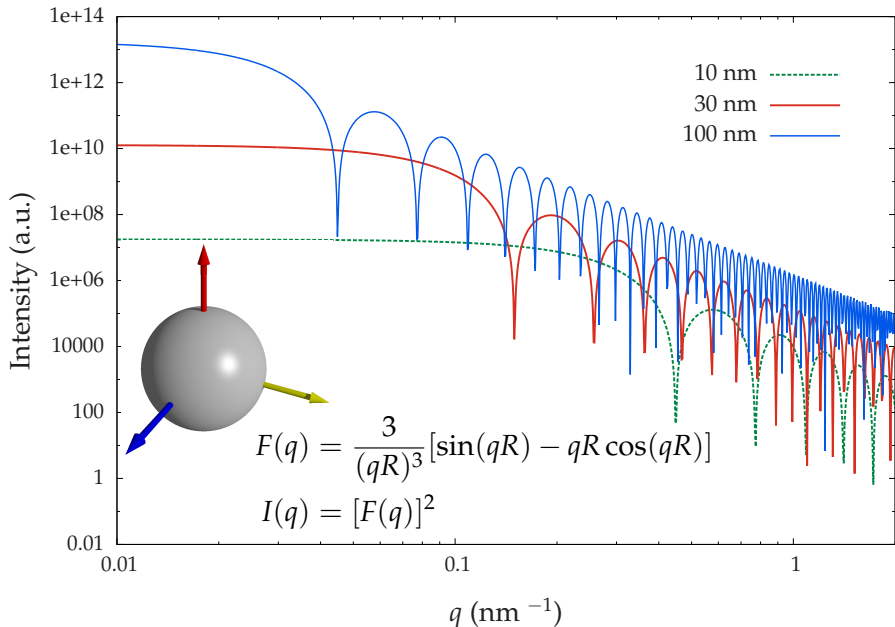 1e+14
1e+12
1e+10
1e+08
1e+06
10000
100
1
0.01
Intensity (a.u.)
10 nm
30 nm
100 nm
F(q) = 3/(qR)^3 [sin(qR) − qR cos(qR)]
I(q) = [F(q)]^2
0.01 0.1 1
q (nm ^−1)